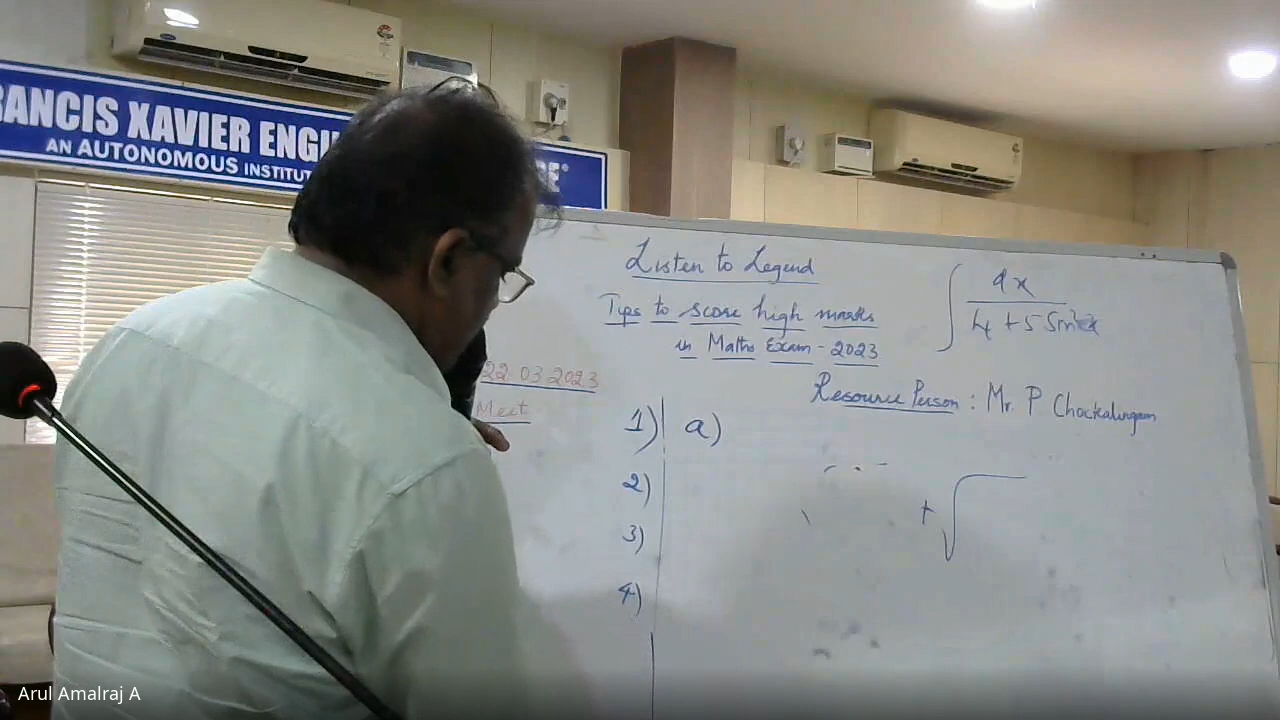 RANCIS XAVIER ENGI
AN AUTONOMOUS INSTITUT
Listen to Legend
Tips to score high marks
in Maths Exam - 2023
dx
4 + 5 Sin²x
22.03.2023
Meet
Resource Person : Mr. P Chockalingam
1) a)
2)
3)
4)
+ √
Arul Amalraj A